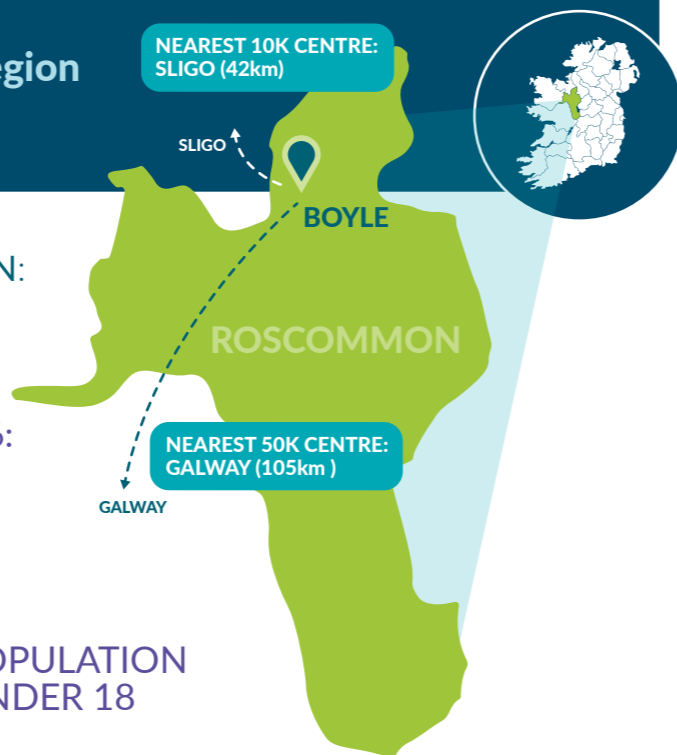 egion
NEAREST 10K CENTRE:
SLIGO (42km)
SLIGO
BOYLE
N:
ROSCOMMON
NEAREST 50K CENTRE:
GALWAY (105km )
GALWAY
OPULATION
NDER 18